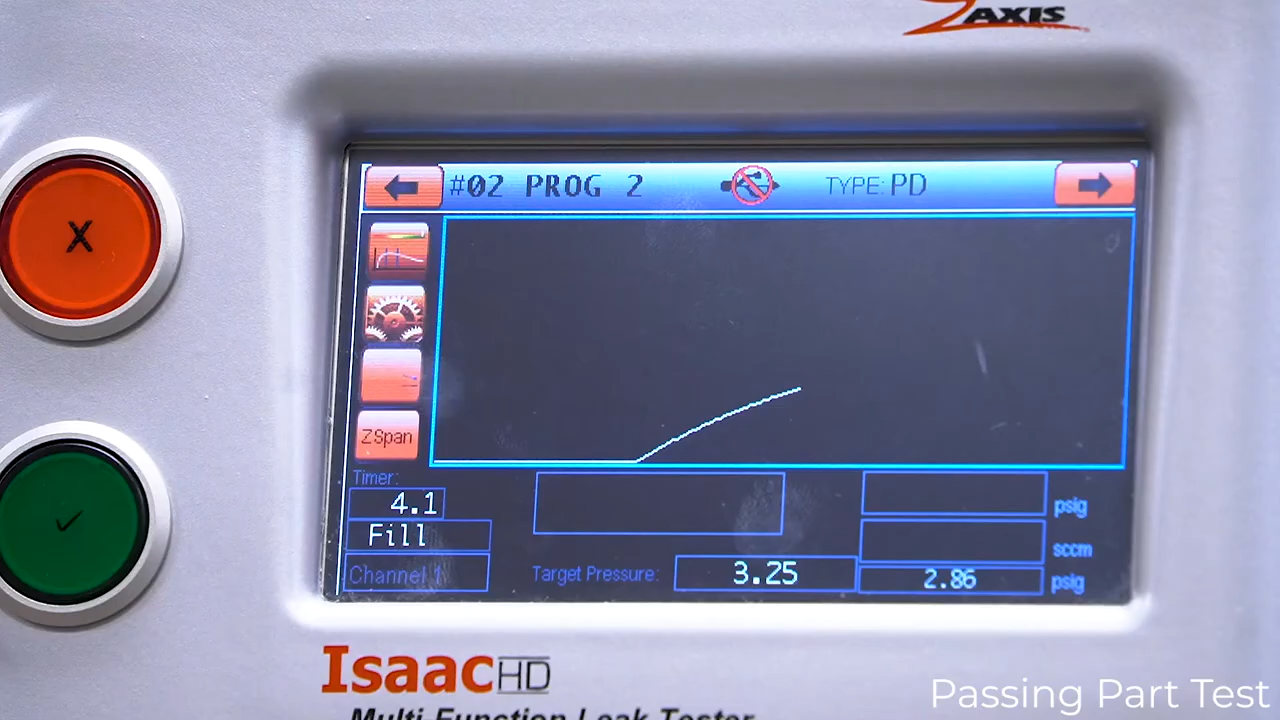 ZAXIS
X
#02 PROG 2
TYPE: PD
ZSpan
Timer:
4.1
Fill
Channel 1
Target Pressure: 3.25
psig
sccm
2.86 psig
IsaacHD
Multi Function Leak Tester
Passing Part Test